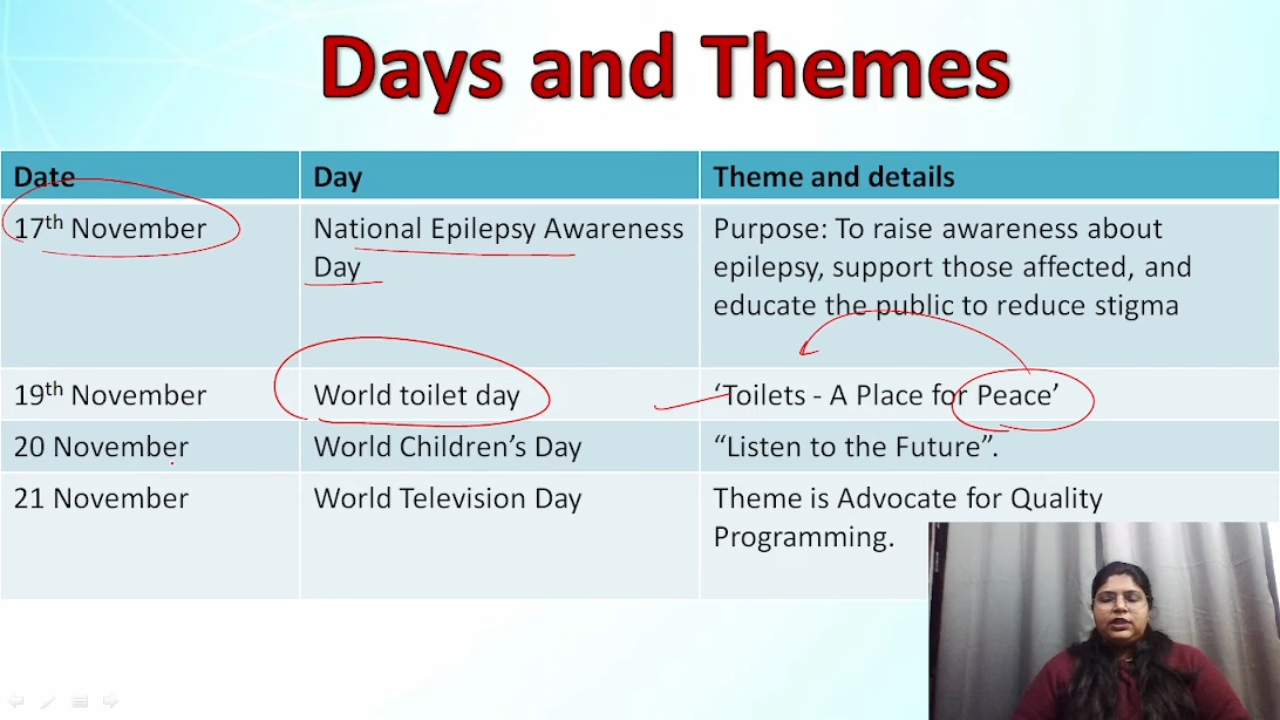 Days and Themes
Date Day Theme and details
17th November National Epilepsy Awareness Day Purpose: To raise awareness about epilepsy, support those affected, and educate the public to reduce stigma
19th November World toilet day ‘Toilets - A Place for Peace’
20 November World Children’s Day “Listen to the Future”.
21 November World Television Day Theme is Advocate for Quality Programming.